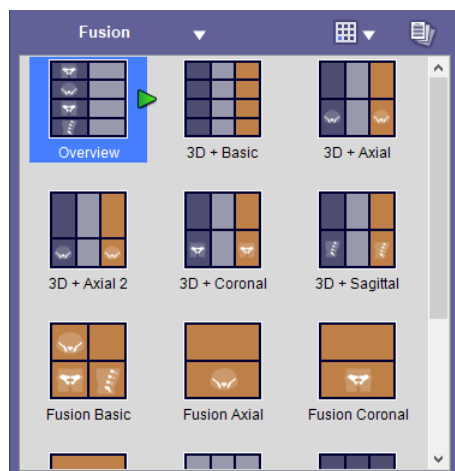 Fusion
Overview
3D + Basic
3D + Axial
3D + Axial 2
3D + Coronal
3D + Sagittal
Fusion Basic
Fusion Axial
Fusion Coronal